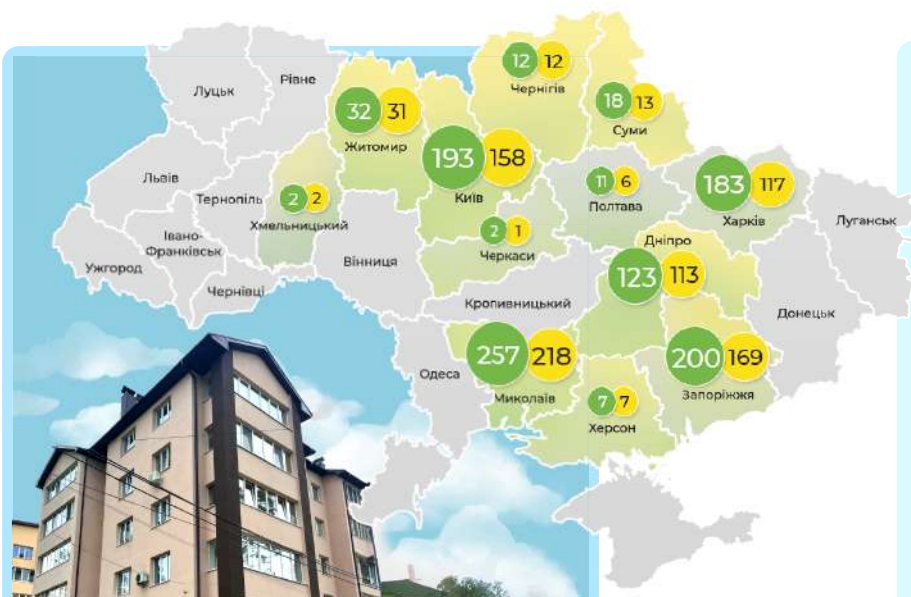 12 12
Чернігів
Рівне
Луцьк
32 31
Житомир
18 13
Суми
193 158
Київ
Львів
Тернопіль
2 2
Хмельницький
11 6
Полтава
183 117
Харків
Луганськ
Івано-
Франківськ
Ужгород
Чернівці
Вінниця
2 1
Черкаси
Дніпро
123 113
Кропивницький
Донецьк
Одеса
257 218
Миколаїв
200 169
Запоріжжя
7 7
Херсон